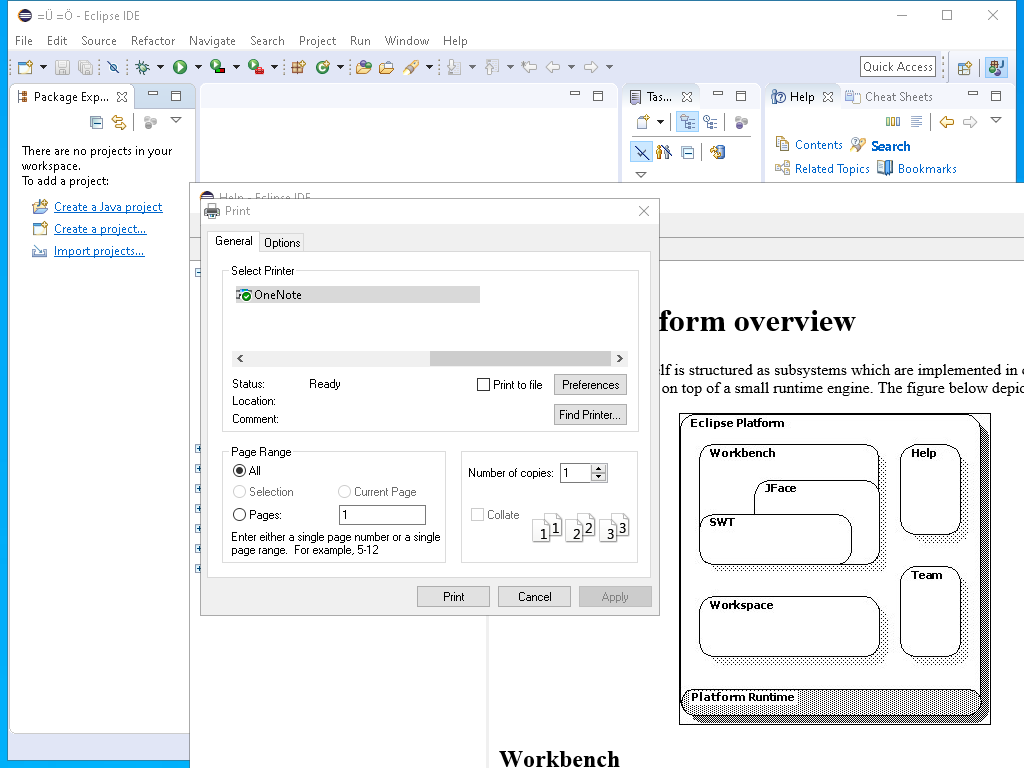 =Ü =Ö - Eclipse IDE
File Edit Source Refactor Navigate Search Project Run Window Help
Quick Access
Package Exp...
Tas...
Help
Cheat Sheets
Contents
Search
Related Topics
Bookmarks
There are no projects in your
workspace.
To add a project:
Create a Java project
Create a project...
Import projects...
Help - Eclipse IDE
Print
General
Options
Select Printer
OneNote
Status: Ready
Location:
Comment:
Print to file
Preferences
Find Printer...
Page Range
All
Selection
Current Page
Pages:
1
Enter either a single page number or a single
page range. For example, 5-12
Number of copies: 1
Collate
1 1 2 2 3 3
Print
Cancel
Apply
form overview
lf is structured as subsystems which are implemented in
on top of a small runtime engine. The figure below depic
Eclipse Platform
Workbench
Help
JFace
SWT
Team
Workspace
Platform Runtime
Workbench